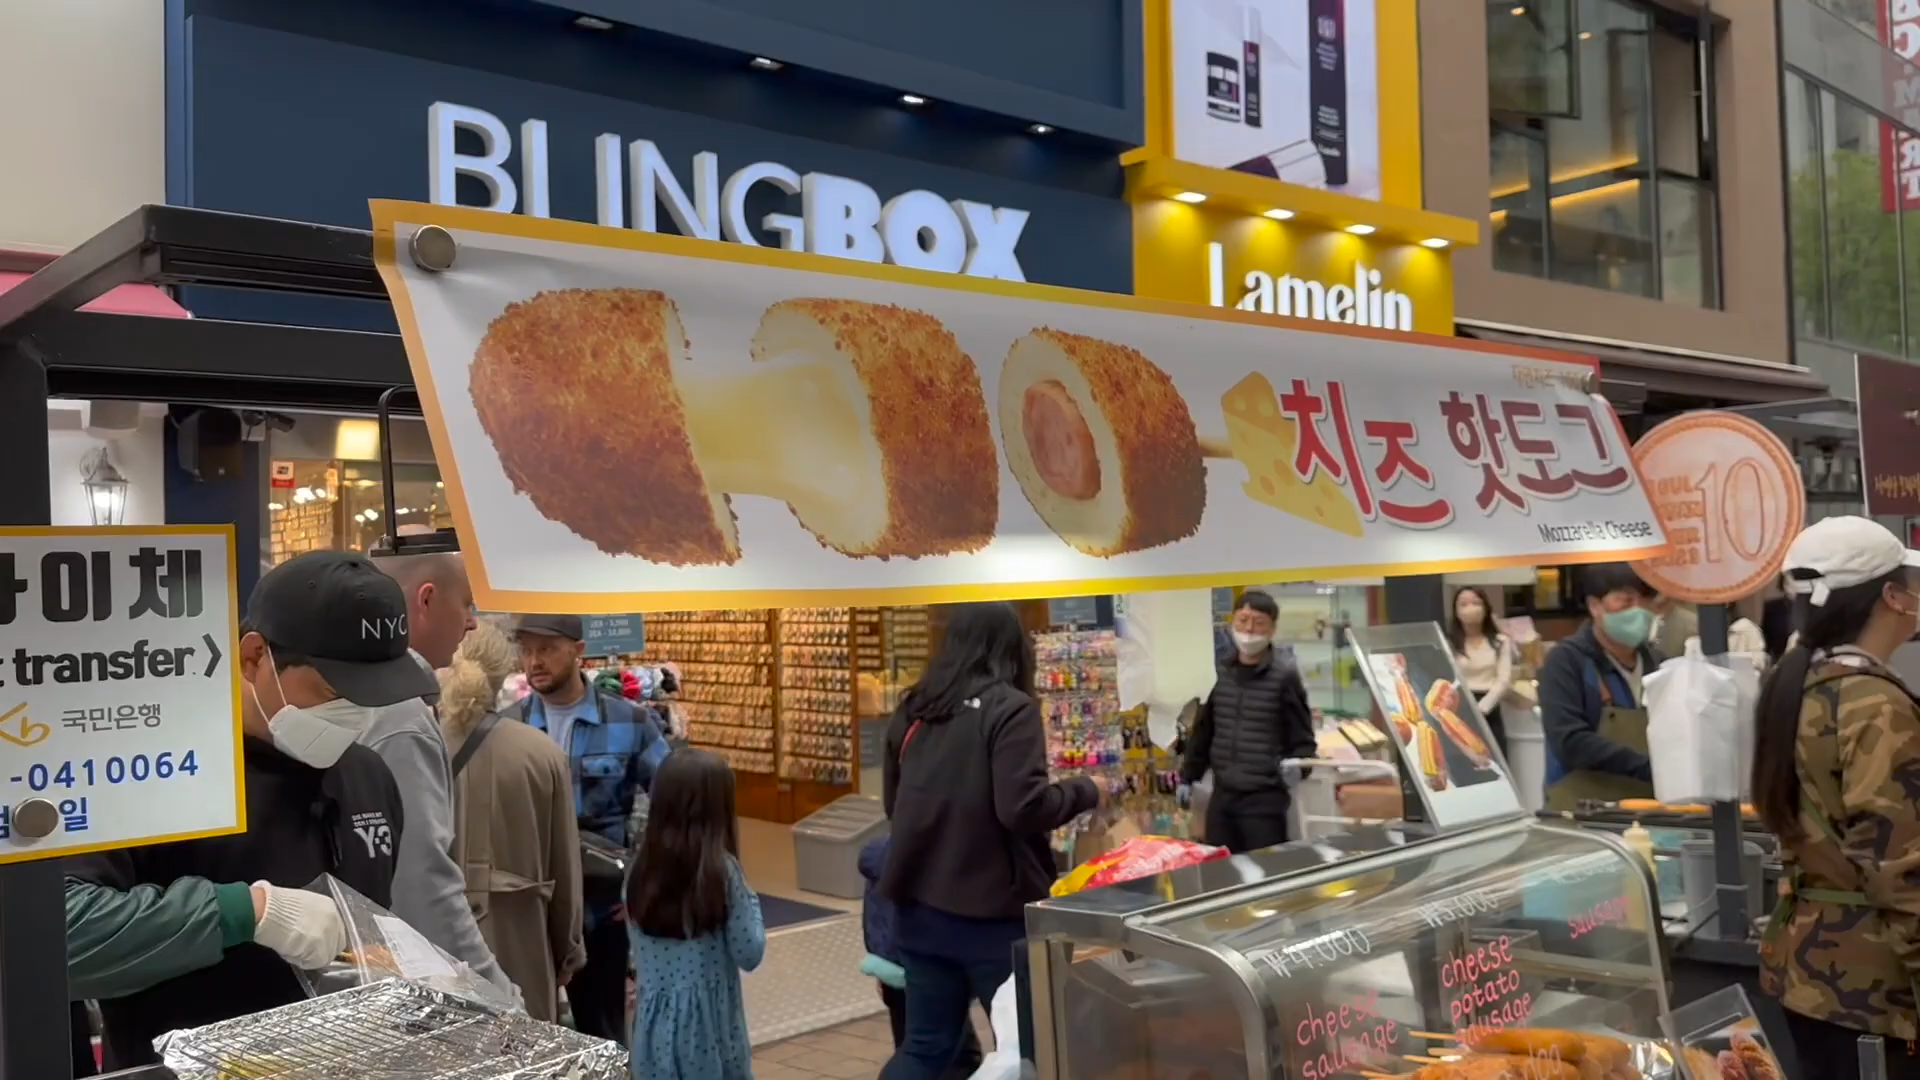 BLINGBOX
Lamelin
치즈 핫도그
Mozzarella Cheese
10
이체
transfer >
국민은행
-0410064
일
NYC
Y-3
₩4.000
cheese
sausage
₩5.000
cheese
potato
sausage
sausage